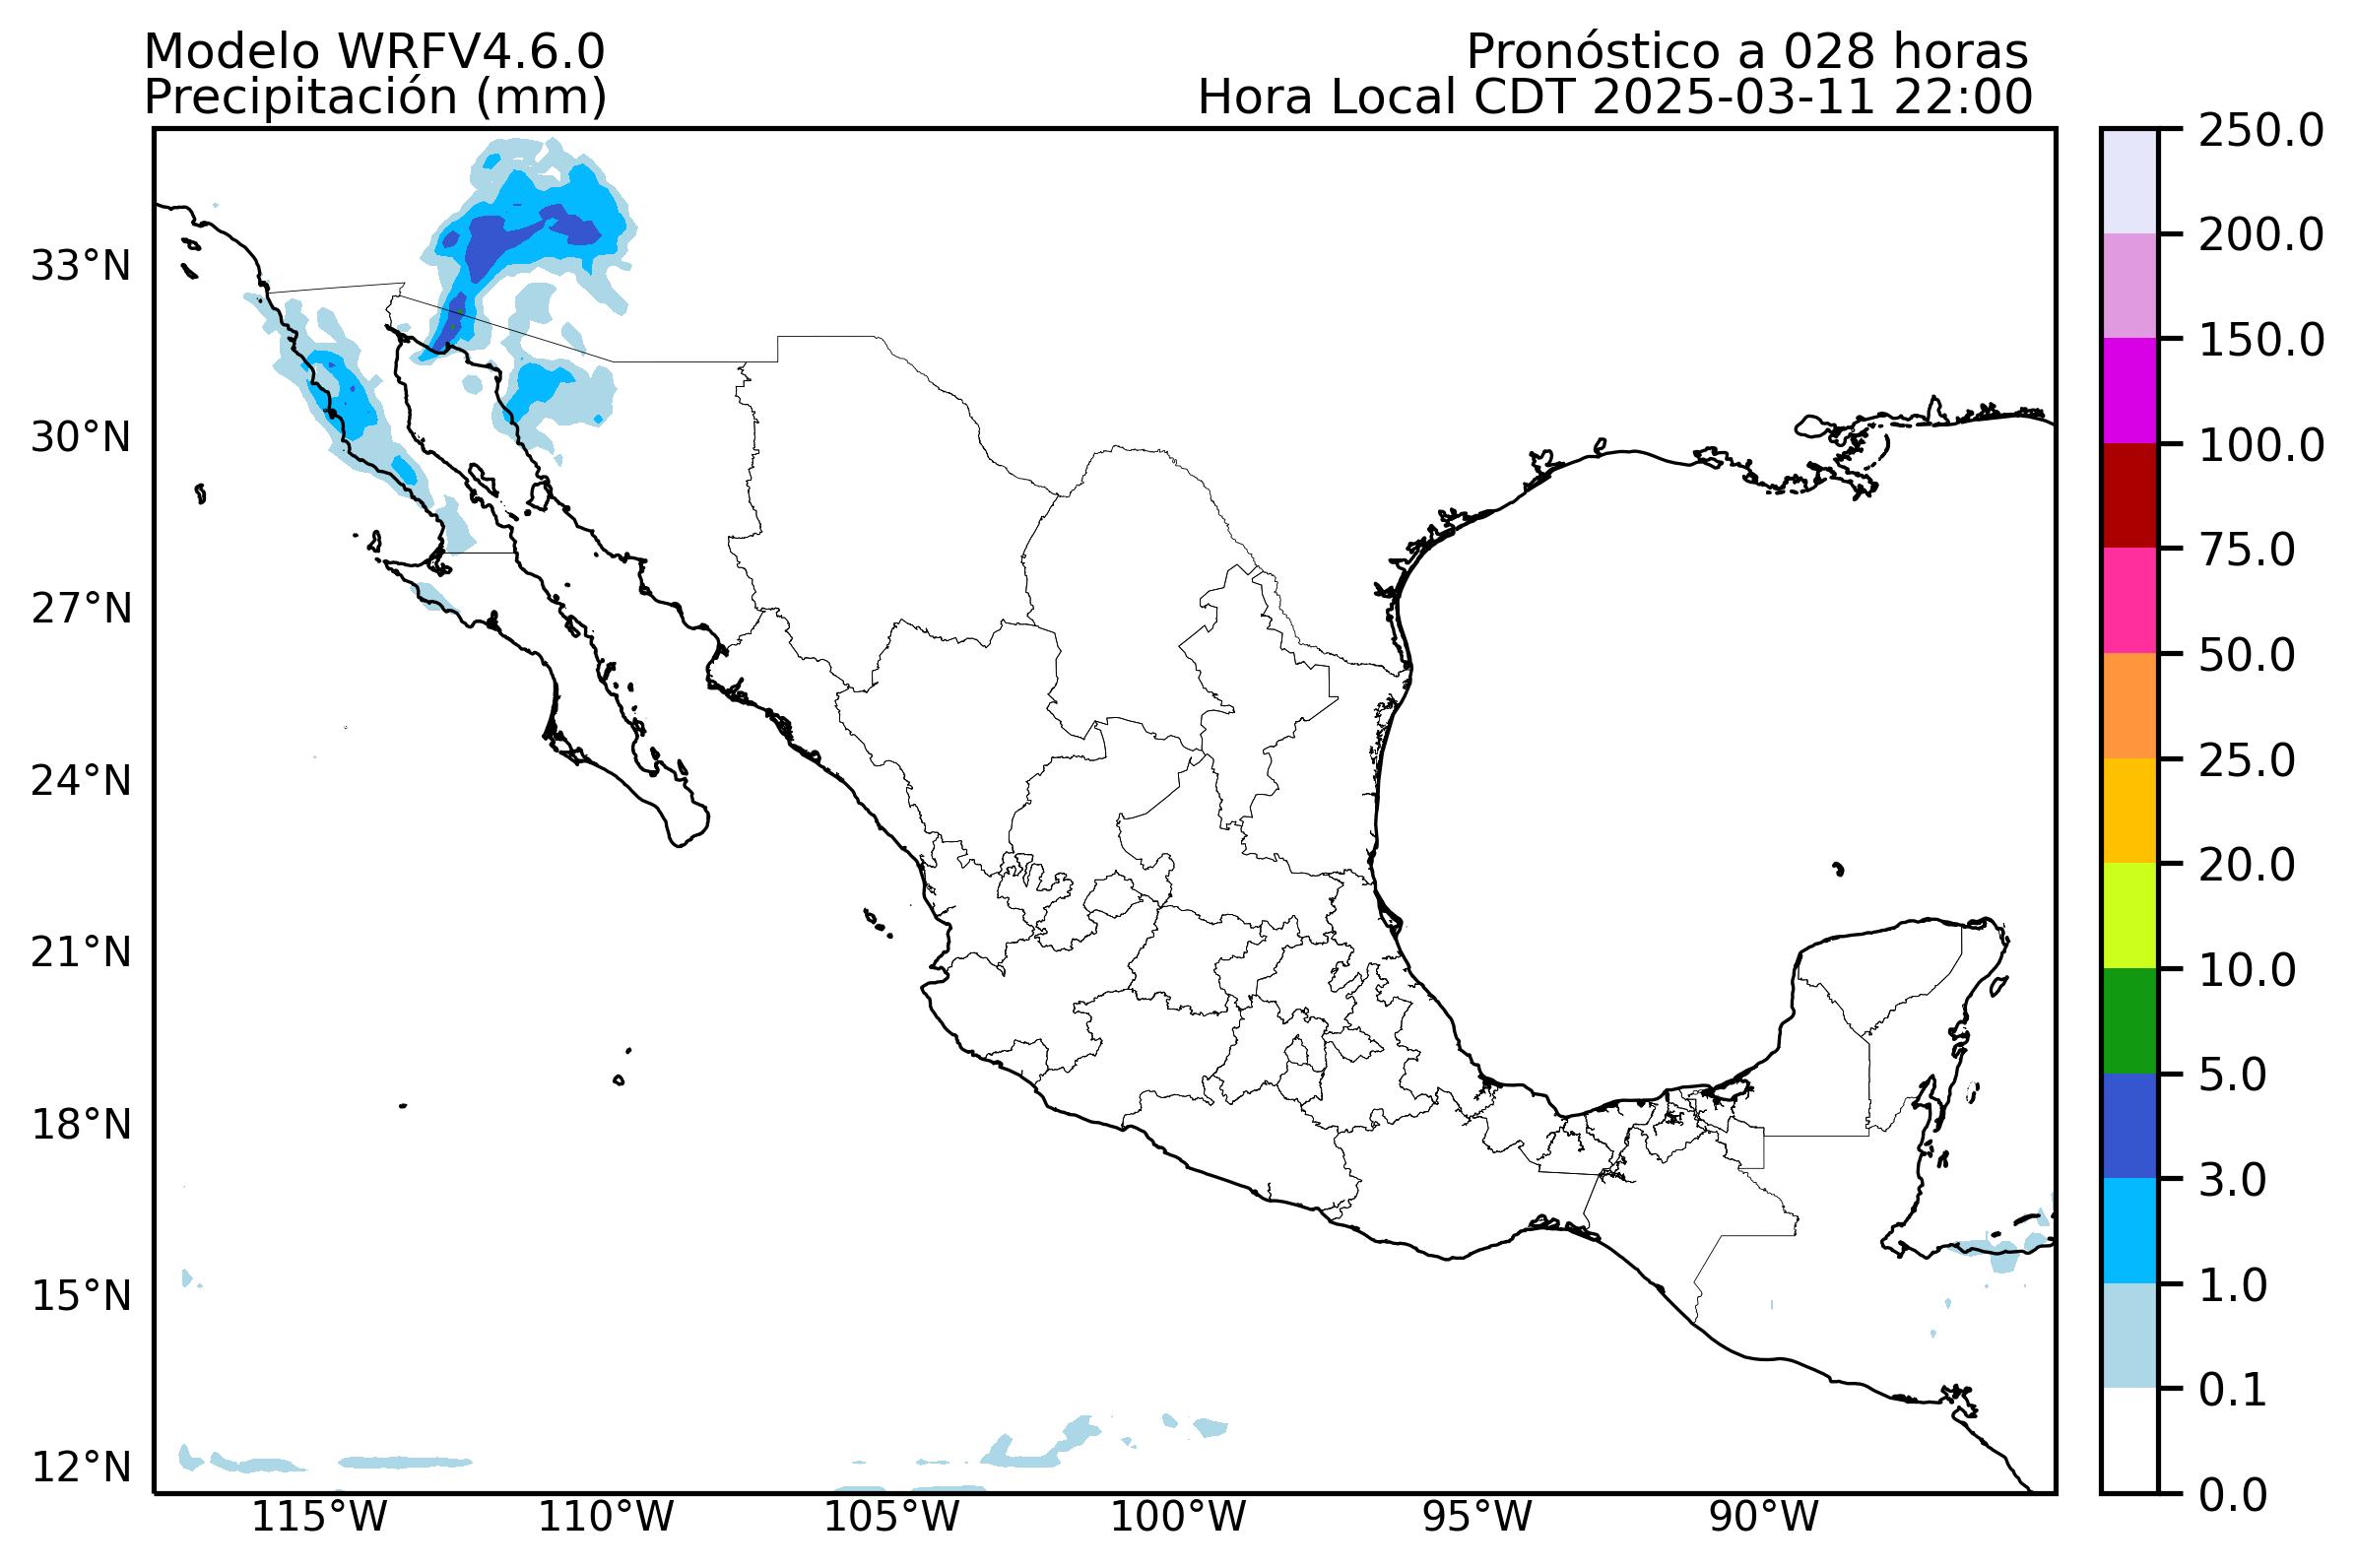 Modelo WRFV4.6.0
Pronóstico a 028 horas
Precipitación (mm)
Hora Local CDT 2025-03-11 22:00
33°N
30°N
27°N
24°N
21°N
18°N
15°N
12°N
115°W
110°W
105°W
100°W
95°W
90°W
250.0
200.0
150.0
100.0
75.0
50.0
25.0
20.0
10.0
5.0
3.0
1.0
0.1
0.0